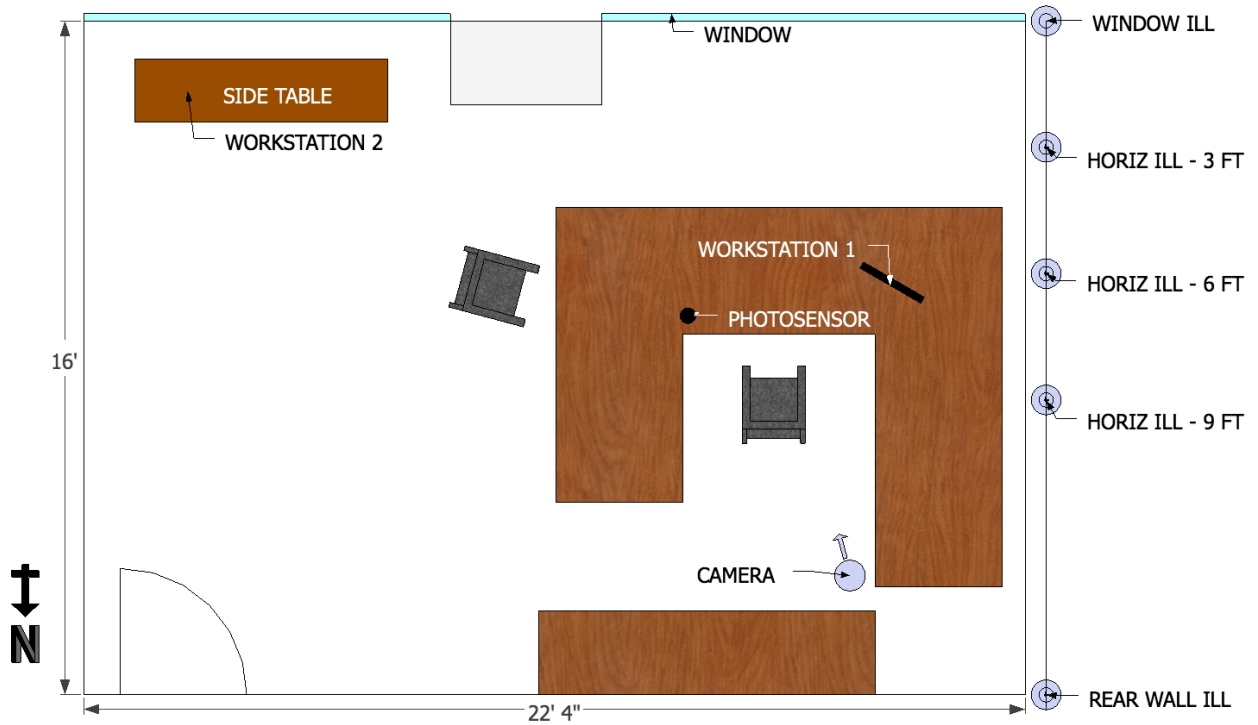 WINDOW ILL
WINDOW
SIDE TABLE
WORKSTATION 2
HORIZ ILL - 3 FT
WORKSTATION 1
HORIZ ILL - 6 FT
PHOTOSENSOR
16'
HORIZ ILL - 9 FT
CAMERA
N
REAR WALL ILL
22' 4"